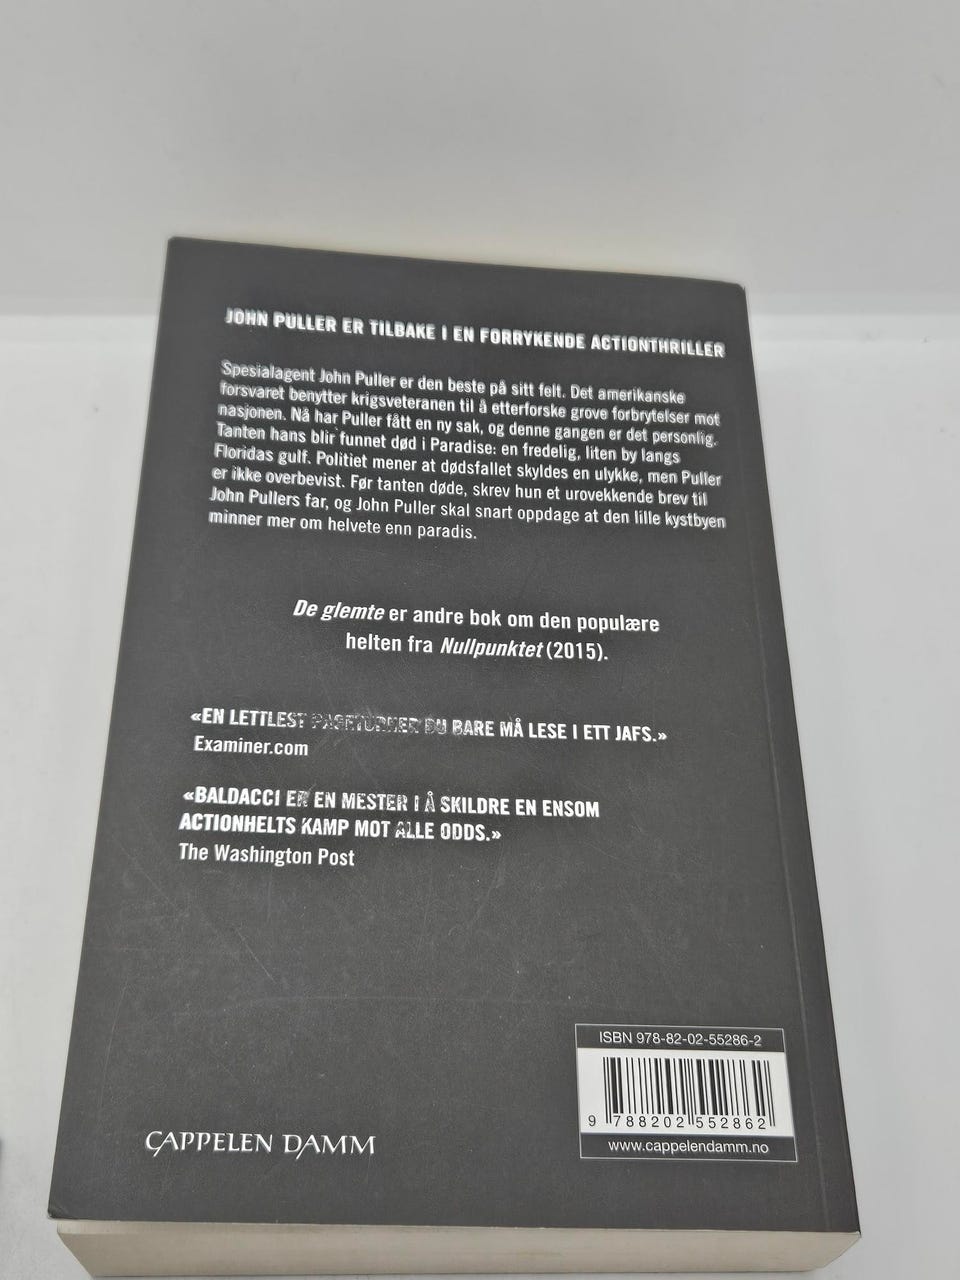 JOHN PULLER ER TILBAKE I EN FORRYKENDE ACTIONTHRILLER
Spesialagent John Puller er den beste på sitt felt. Det amerikanske
forsvaret benytter krigsveteranen til å etterforske grove forbrytelser mot
nasjonen. Nå har Puller fått en ny sak, og denne gangen er det personlig.
Tanten hans blir funnet død i Paradise: en fredelig, liten by langs
Floridas gulf. Politiet mener at dødsfallet skyldes en ulykke, men Puller
er ikke overbevist. Før tanten døde, skrev hun et urovekkende brev til
John Pullers far, og John Puller skal snart oppdage at den lille kystbyen
minner mer om helvete enn paradis.
De glemte er andre bok om den populære
helten fra Nullpunktet (2015).
«EN LETTLEST PAGETURNER DU BARE MÅ LESE I ETT JAFS.»
Examiner.com
«BALDACCI ER EN MESTER I Å SKILDRE EN ENSOM
ACTIONHELTS KAMP MOT ALLE ODDS.»
The Washington Post
ISBN 978-82-02-55286-2
9 788202 552862
www.cappelendamm.no
CAPPELEN DAMM